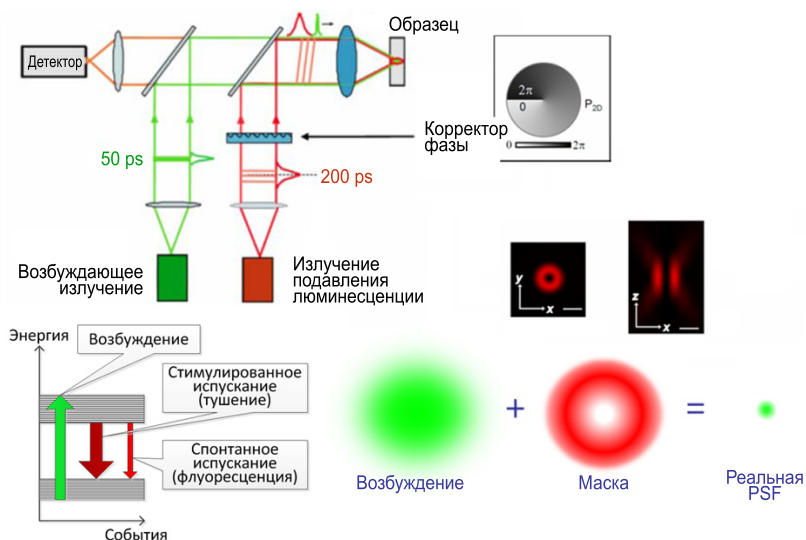 Образец
Детектор
2π
0
P2D
0
2π
Корректор
фазы
50 ps
200 ps
Возбуждающее
излучение
Излучение
подавления
люминесценции
y
x
z
x
Энергия
Возбуждение
Стимулированное
испускание
(тушение)
Спонтанное
испускание
(флуоресценция)
События
+
=
Возбуждение
Маска
Реальная
PSF